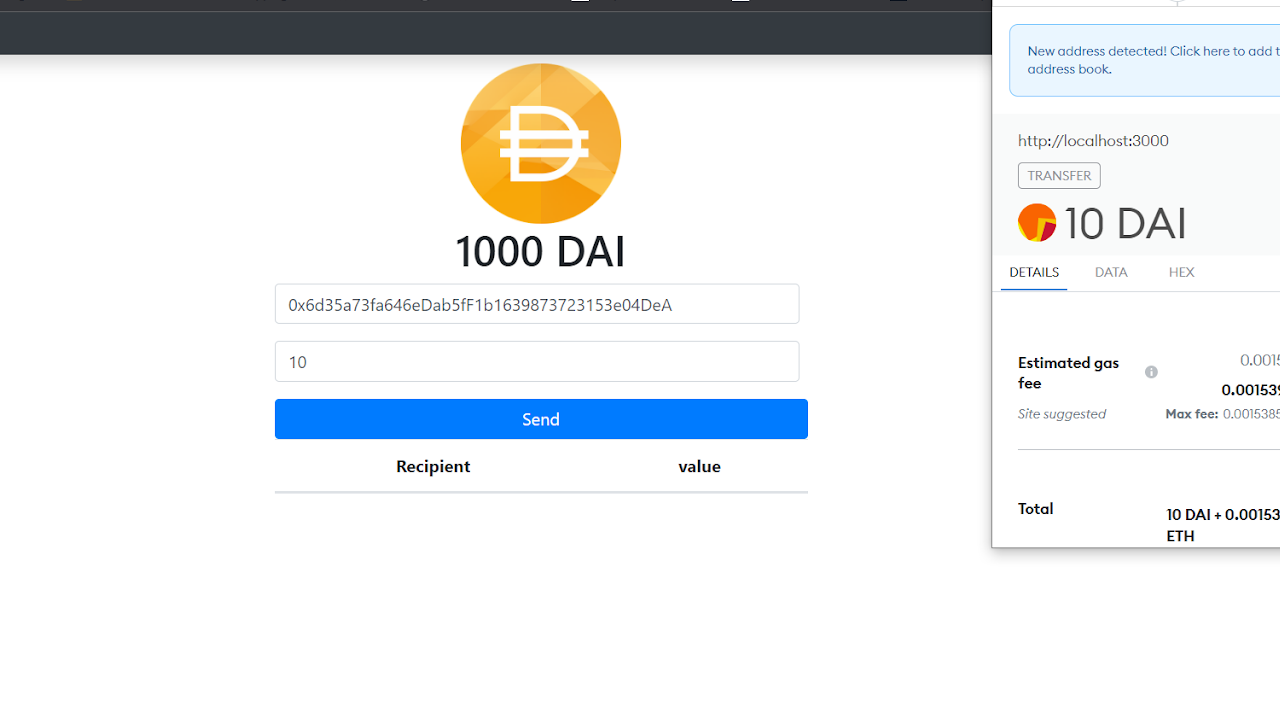 1000 DAI
0x6d35a73fa646eDab5fF1b1639873723153e04DeA
10
Send
Recipient value
New address detected! Click here to add t
address book.
http://localhost:3000
TRANSFER
10 DAI
DETAILS DATA HEX
Estimated gas 0.0015
fee 0.001539
Site suggested Max fee: 0.0015385
Total 10 DAI + 0.00153
ETH